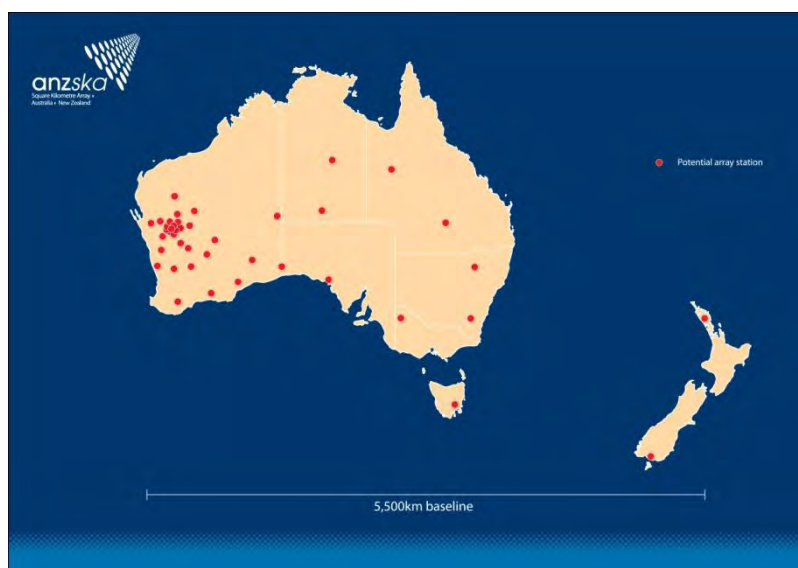 anzska
Square Kilometre Array •
Australia • New Zealand
Potential array station
5,500km baseline